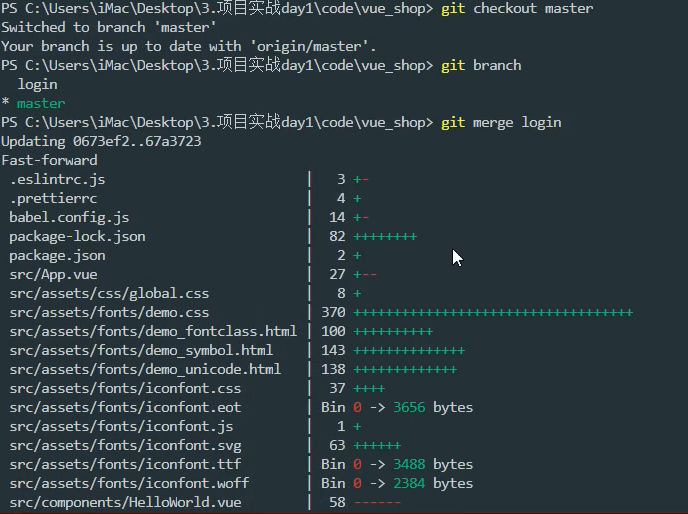 PS C:\Users\iMac\Desktop\3.项目实战day1\code\vue_shop> git checkout master
Switched to branch 'master'
Your branch is up to date with 'origin/master'.
PS C:\Users\iMac\Desktop\3.项目实战day1\code\vue_shop> git branch
  login
* master
PS C:\Users\iMac\Desktop\3.项目实战day1\code\vue_shop> git merge login
Updating 0673ef2..67a3723
Fast-forward
 .eslintrc.js                          |   3 +-
 .prettierrc                           |   4 +
 babel.config.js                       |  14 +-
 package-lock.json                     |  82 ++++++++
 package.json                          |   2 +
 src/App.vue                           |  27 +--
 src/assets/css/global.css             |   8 +
 src/assets/fonts/demo.css             | 370 +++++++++++++++++++++++++++++++++++
 src/assets/fonts/demo_fontclass.html | 100 ++++++++++
 src/assets/fonts/demo_symbol.html     | 143 ++++++++++++++
 src/assets/fonts/demo_unicode.html    | 138 +++++++++++++
 src/assets/fonts/iconfont.css         |  37 ++++
 src/assets/fonts/iconfont.eot         | Bin 0 -> 3656 bytes
 src/assets/fonts/iconfont.js          |   1 +
 src/assets/fonts/iconfont.svg         |  63 ++++++
 src/assets/fonts/iconfont.ttf         | Bin 0 -> 3488 bytes
 src/assets/fonts/iconfont.woff        | Bin 0 -> 2384 bytes
 src/components/HelloWorld.vue         |  58 ------